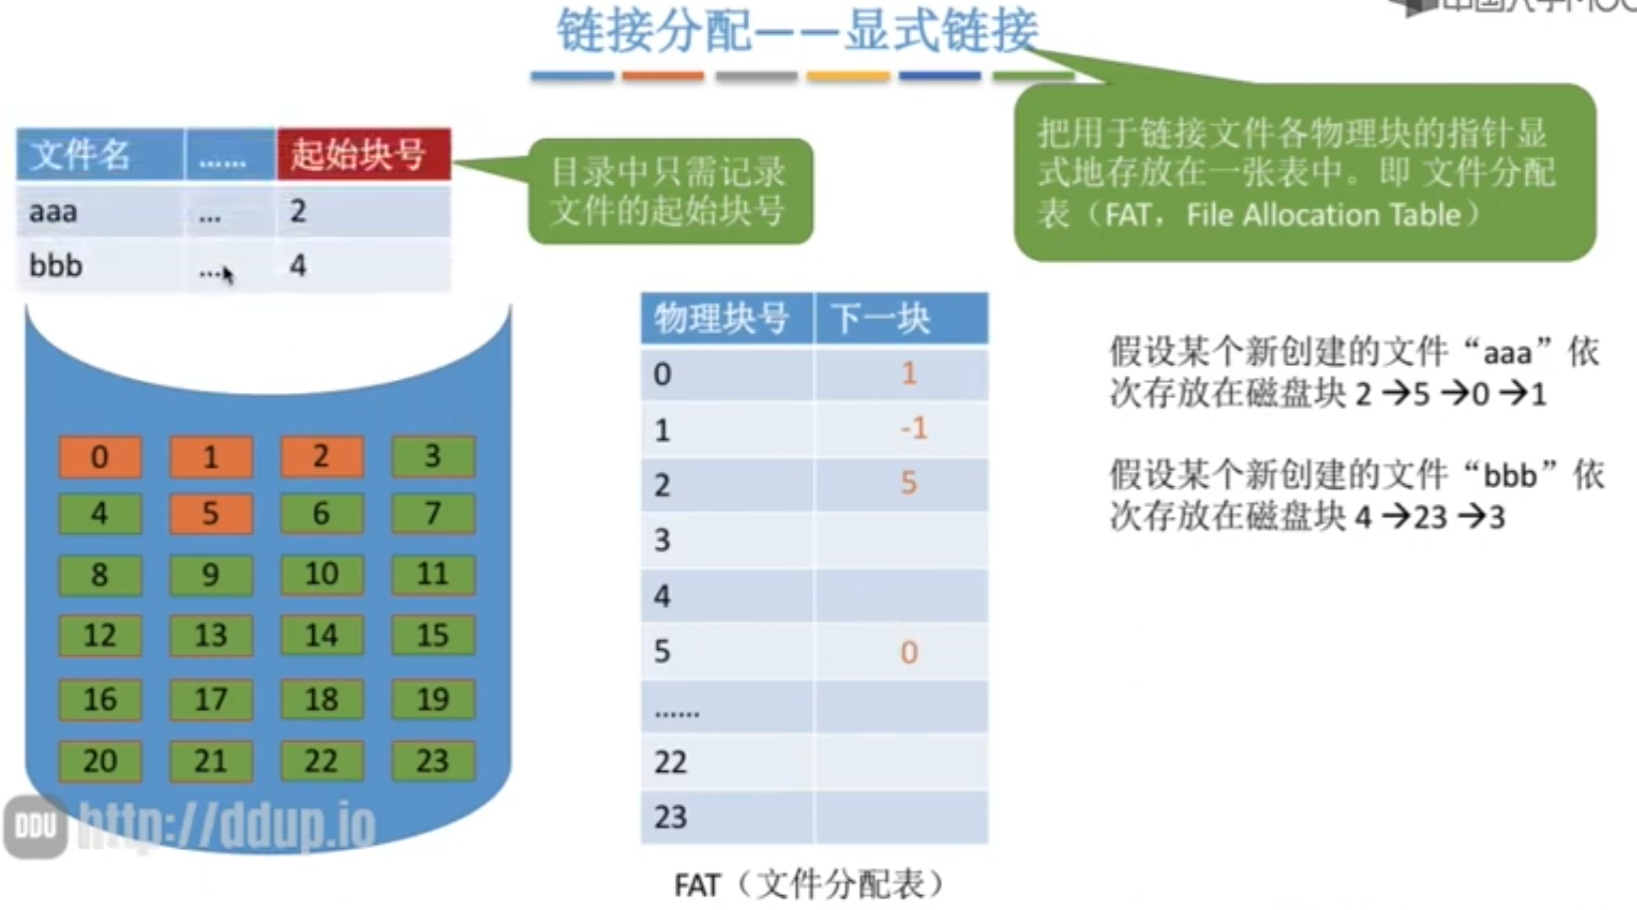 链接分配——显式链接
把用于链接文件各物理块的指针显
式地存放在一张表中。即 文件分配
表（FAT，File Allocation Table）
文件名 …… 起始块号
aaa … 2
bbb … 4
目录中只需记录
文件的起始块号
0 1 2 3
4 5 6 7
8 9 10 11
12 13 14 15
16 17 18 19
20 21 22 23
DDU http://ddup.io
物理块号 下一块
0 1
1 -1
2 5
3
4
5 0
……
22
23
FAT（文件分配表）
假设某个新创建的文件“aaa”依
次存放在磁盘块 2 →5 →0 →1
假设某个新创建的文件“bbb”依
次存放在磁盘块 4 →23 →3